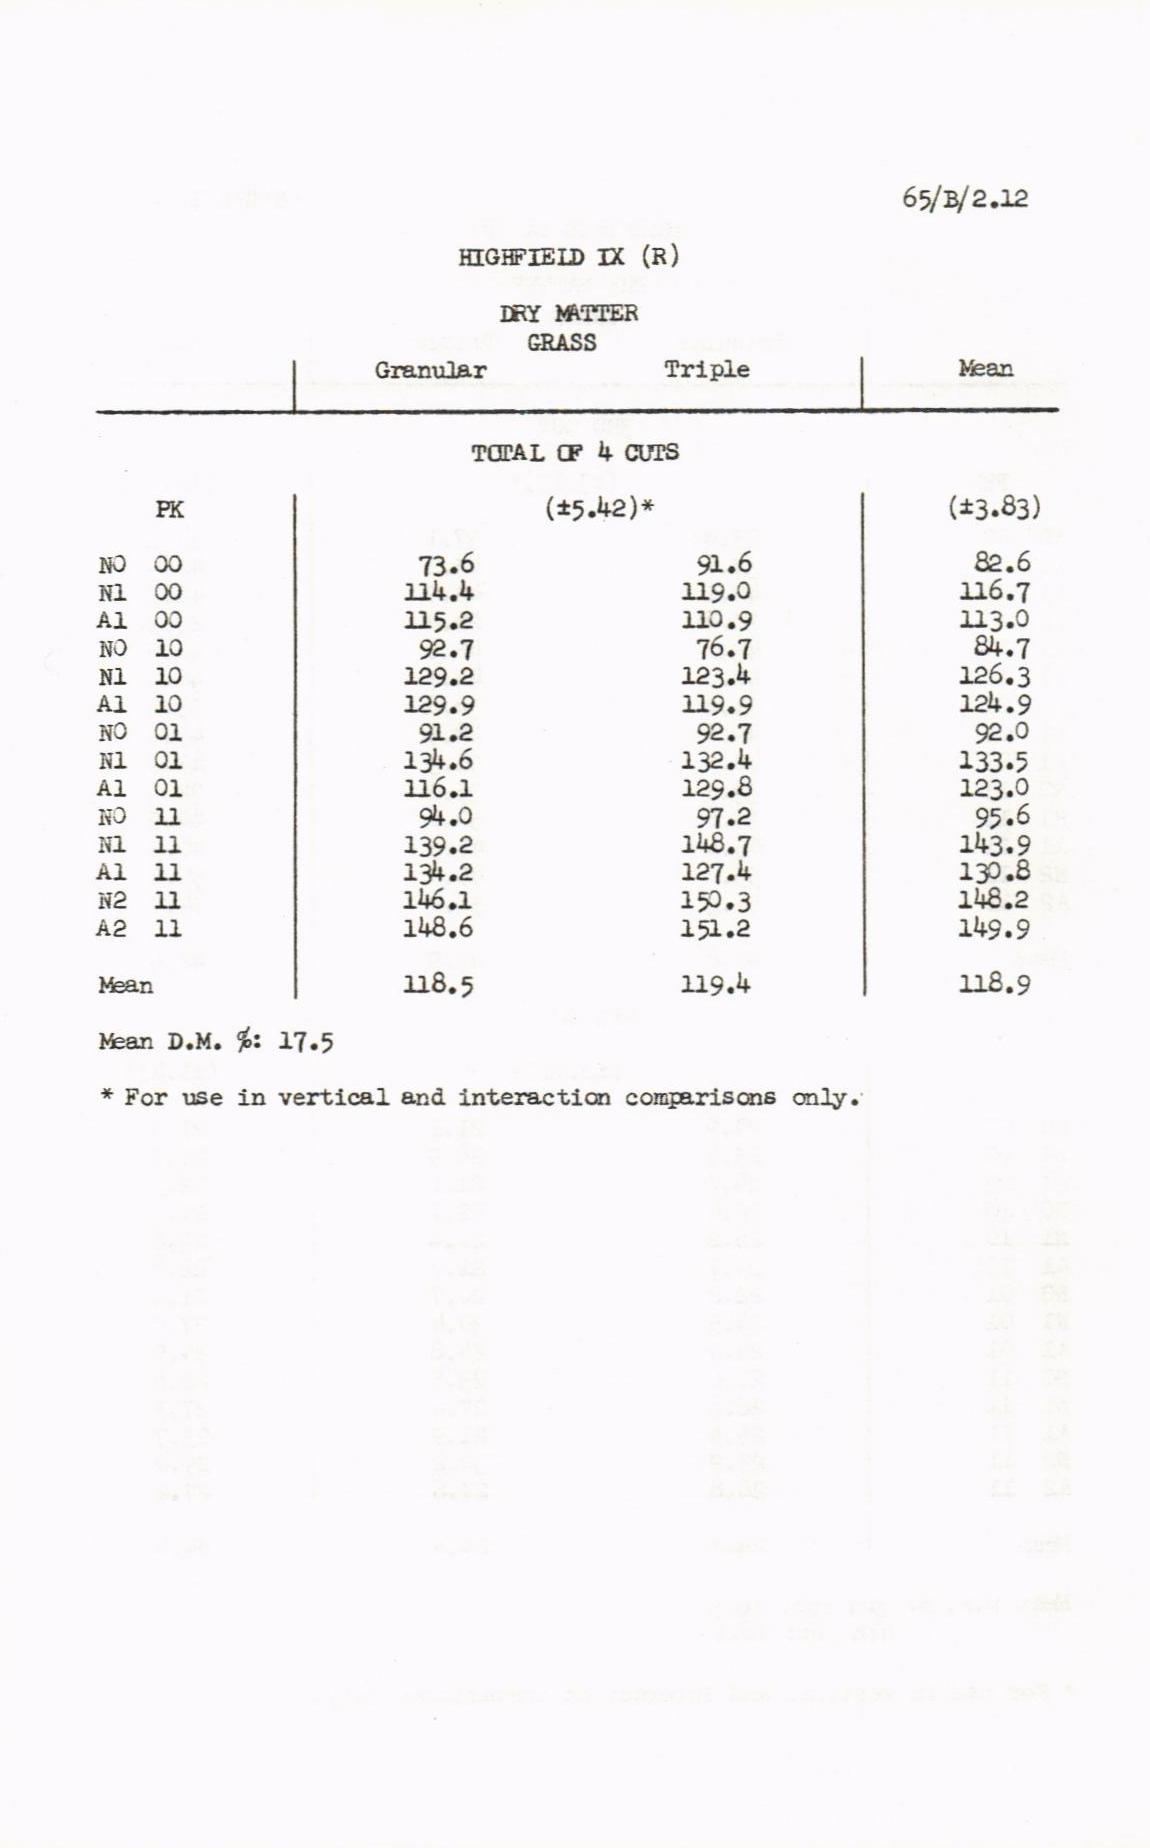 65/B/2.12
HIGHFIELD IX (R)
DRY MATTER
GRASS
Granular Triple Mean
TOTAL OF 4 CUTS
PK (±5.42)* (±3.83)
N0 00 73.6 91.6 82.6
N1 00 114.4 119.0 116.7
A1 00 115.2 110.9 113.0
N0 10 92.7 76.7 84.7
N1 10 129.2 123.4 126.3
A1 10 129.9 119.9 124.9
N0 01 91.2 92.7 92.0
N1 01 134.6 132.4 133.5
A1 01 116.1 129.8 123.0
N0 11 94.0 97.2 95.6
N1 11 139.2 148.7 143.9
A1 11 134.2 127.4 130.8
N2 11 146.1 150.3 148.2
A2 11 148.6 151.2 149.9
Mean 118.5 119.4 118.9
Mean D.M. %: 17.5
* For use in vertical and interaction comparisons only.